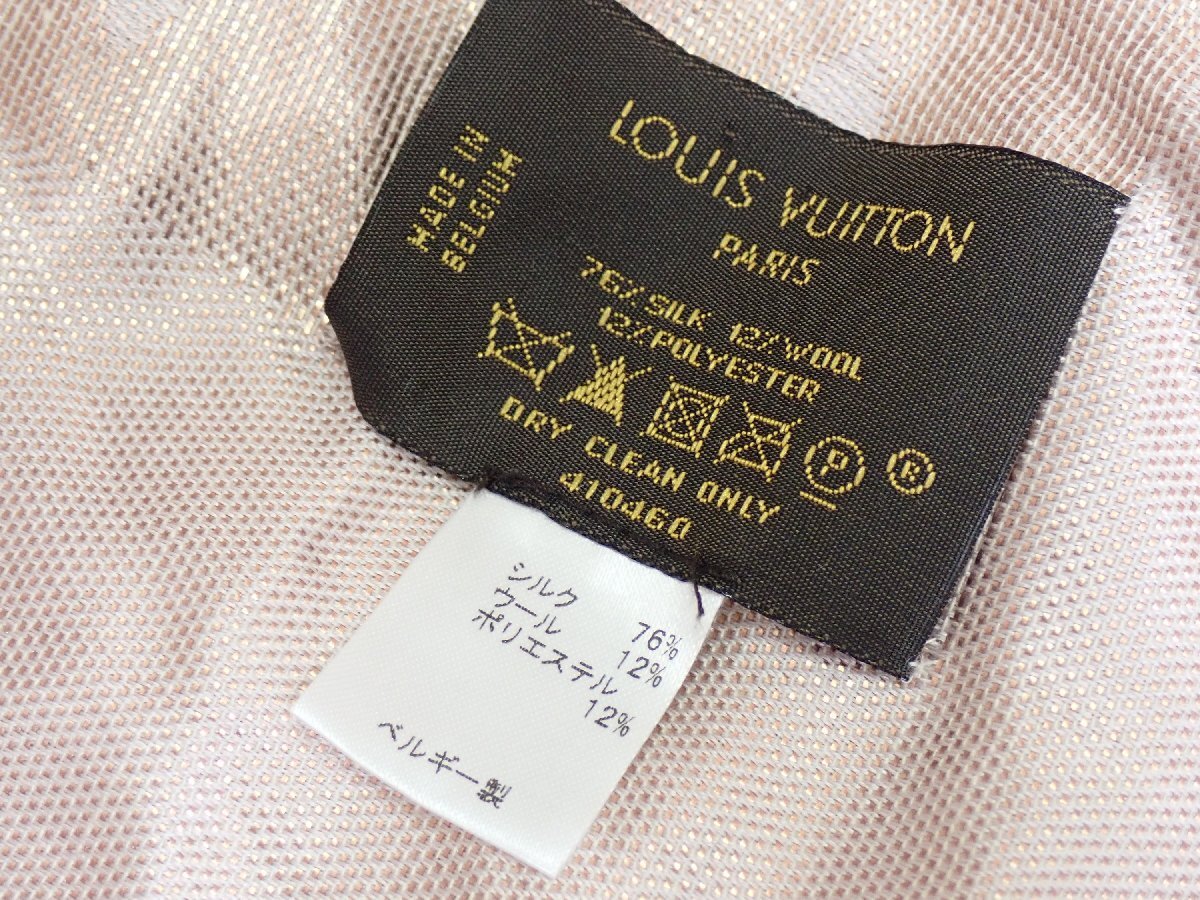 LOUIS VUITTON
PARIS
MADE IN
BELGIUM
76% SILK 12% WOOL
12% POLYESTER
P
R
DRY CLEAN ONLY
410460
シルク 76%
ウール 12%
ポリエステル 12%
ベルギー製